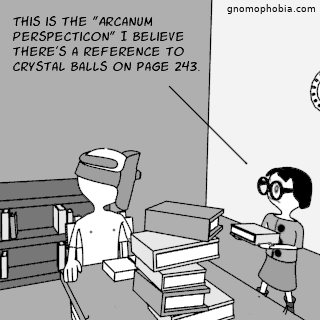 gnomophobia.com
THIS IS THE "ARCANUM
PERSPECTICON" I BELIEVE
THERE'S A REFERENCE TO
CRYSTAL BALLS ON PAGE 243.